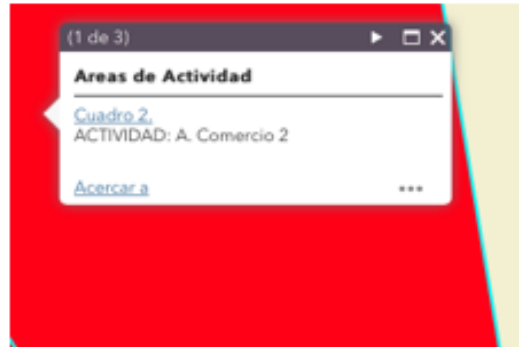 (1 de 3)
Areas de Actividad
Cuadro 2.
ACTIVIDAD: A. Comercio 2
Acercar a